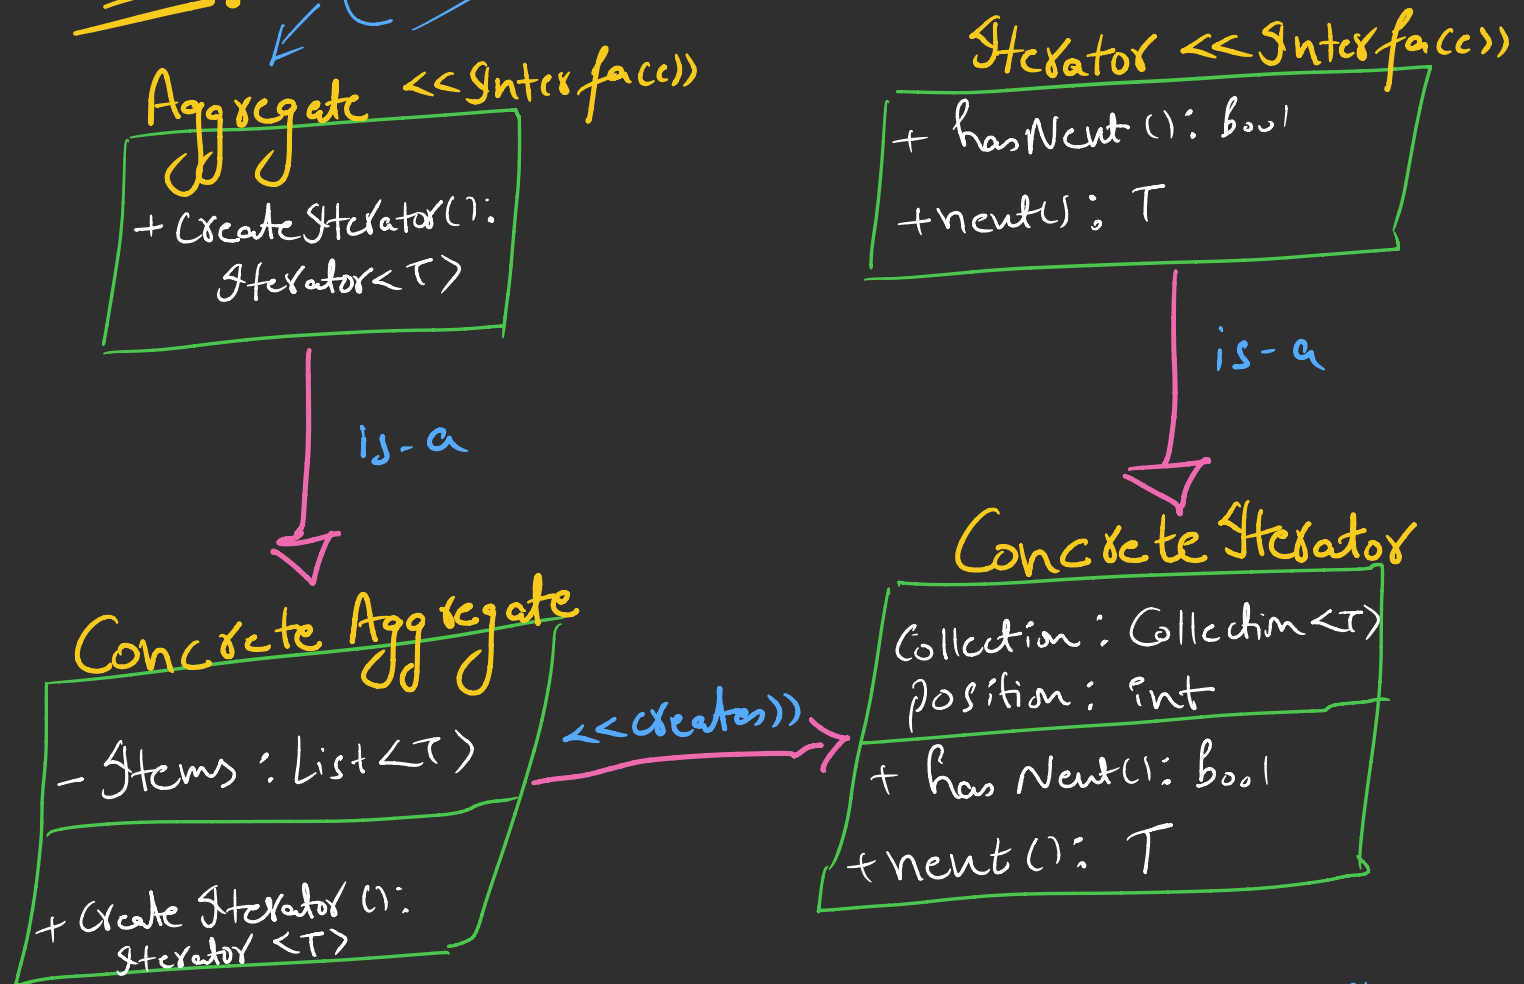 Aggregate <<Interface>>
+ CreateIterator():
Iterator<T>
is-a
Concrete Aggregate
- Items : List<T>
+ Create Iterator ():
Iterator <T>
<<creates>>
Iterator <<Interface>>
+ hasNext () : bool
+ next() : T
is-a
Concrete Iterator
Collection : Collection<T>
position : int
+ has Next() : bool
+ next () : T